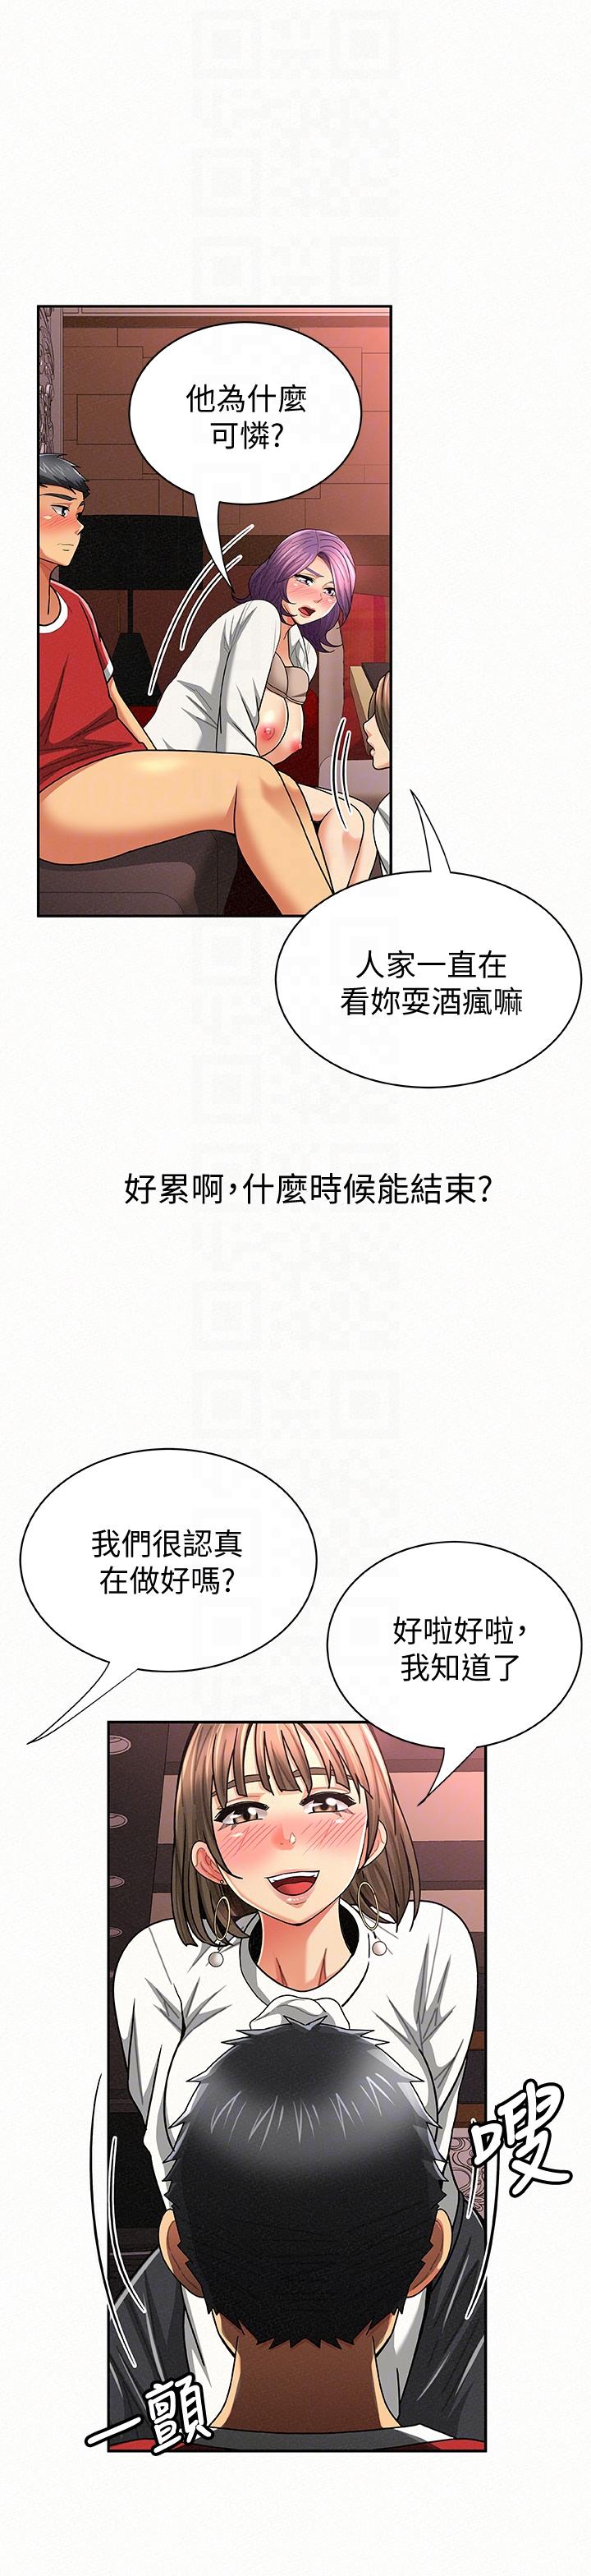 他為什麼
可憐?
人家一直在
看妳耍酒瘋嘛
好累啊,什麼時候能結束?
我們很認真
在做好嗎?
好啦好啦,
我知道了
嗖
一顫